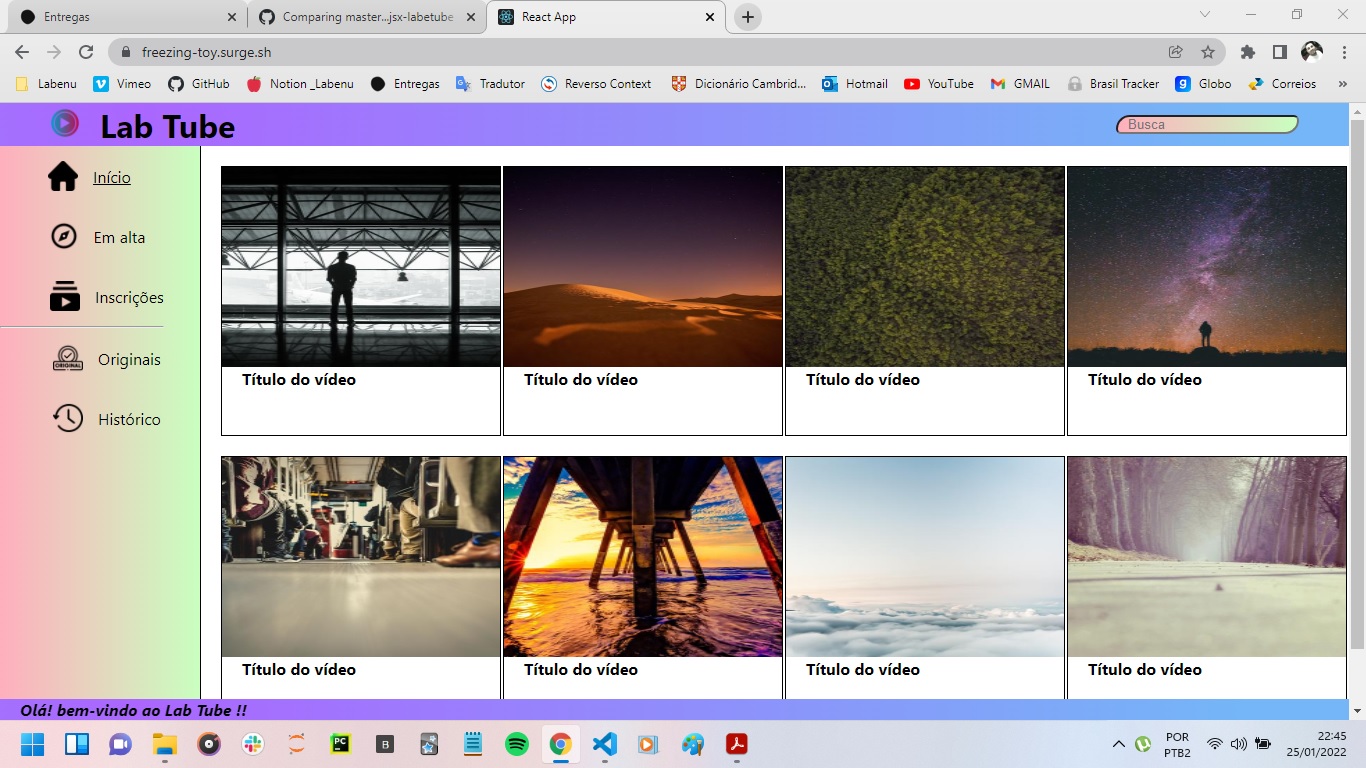 Entregas
Comparing master...jsx-labetube
React App
freezing-toy.surge.sh
Labenu Vimeo GitHub Notion _Labenu Entregas Tradutor Reverso Context Dicionário Cambrid... Hotmail YouTube GMAIL Brasil Tracker Globo Correios »
Lab Tube
Busca
Início
Em alta
Inscrições
ORIGINAL
Originais
Histórico
Título do vídeo
Título do vídeo
Título do vídeo
Título do vídeo
Título do vídeo
Título do vídeo
Título do vídeo
Título do vídeo
Olá! bem-vindo ao Lab Tube !!
PC
B
POR
PTB2
22:45
25/01/2022